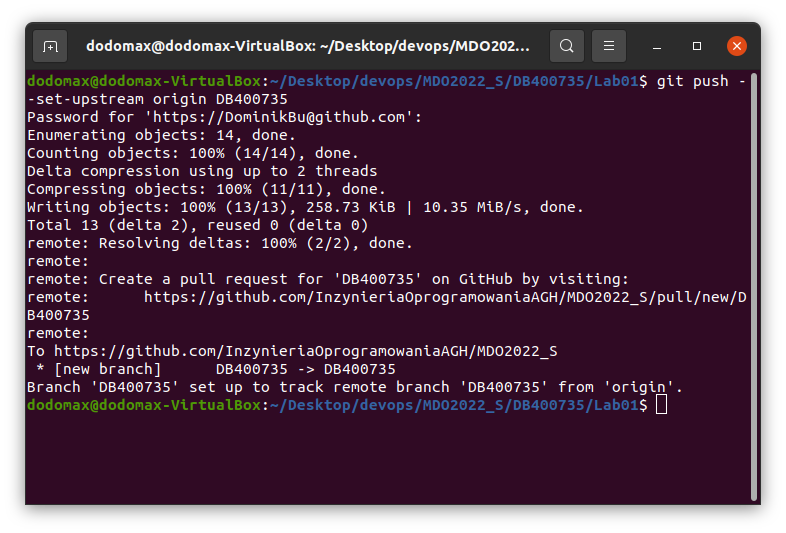 dodomax@dodomax-VirtualBox: ~/Desktop/devops/MDO202...
dodomax@dodomax-VirtualBox:~/Desktop/devops/MDO2022_S/DB400735/Lab01$ git push -
-set-upstream origin DB400735
Password for 'https://DominikBu@github.com':
Enumerating objects: 14, done.
Counting objects: 100% (14/14), done.
Delta compression using up to 2 threads
Compressing objects: 100% (11/11), done.
Writing objects: 100% (13/13), 258.73 KiB | 10.35 MiB/s, done.
Total 13 (delta 2), reused 0 (delta 0)
remote: Resolving deltas: 100% (2/2), done.
remote:
remote: Create a pull request for 'DB400735' on GitHub by visiting:
remote:      https://github.com/InzynieriaOprogramowaniaAGH/MDO2022_S/pull/new/D
B400735
remote:
To https://github.com/InzynieriaOprogramowaniaAGH/MDO2022_S
 * [new branch]      DB400735 -> DB400735
Branch 'DB400735' set up to track remote branch 'DB400735' from 'origin'.
dodomax@dodomax-VirtualBox:~/Desktop/devops/MDO2022_S/DB400735/Lab01$